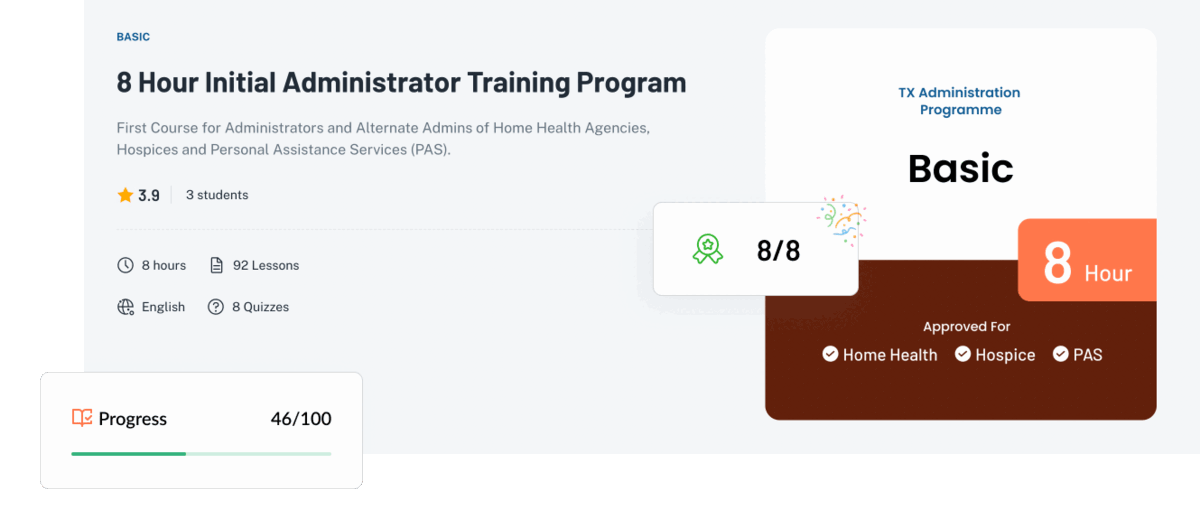 BASIC
8 Hour Initial Administrator Training Program
First Course for Administrators and Alternate Admins of Home Health Agencies,
Hospices and Personal Assistance Services (PAS).
3.9
3 students
8 hours
92 Lessons
English
8 Quizzes
Progress
46/100
8/8
TX Administration
Programme
Basic
8 Hour
Approved For
Home Health
Hospice
PAS